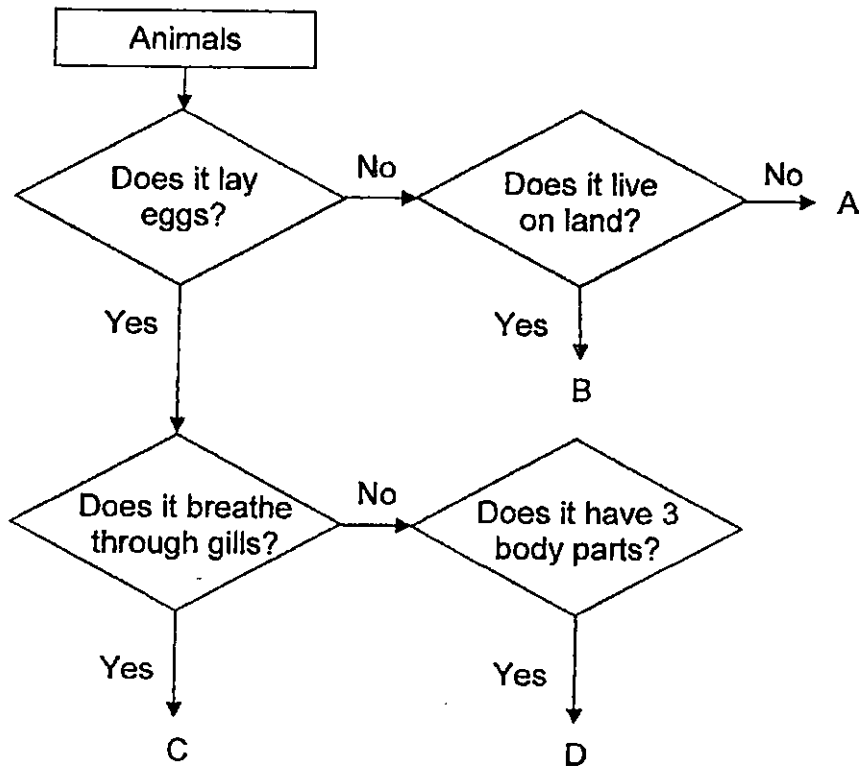 Animals
Does it lay
eggs?
No
Does it live
on land?
No
A
Yes
Yes
B
Does it breathe
through gills?
No
Does it have 3
body parts?
Yes
Yes
C
D